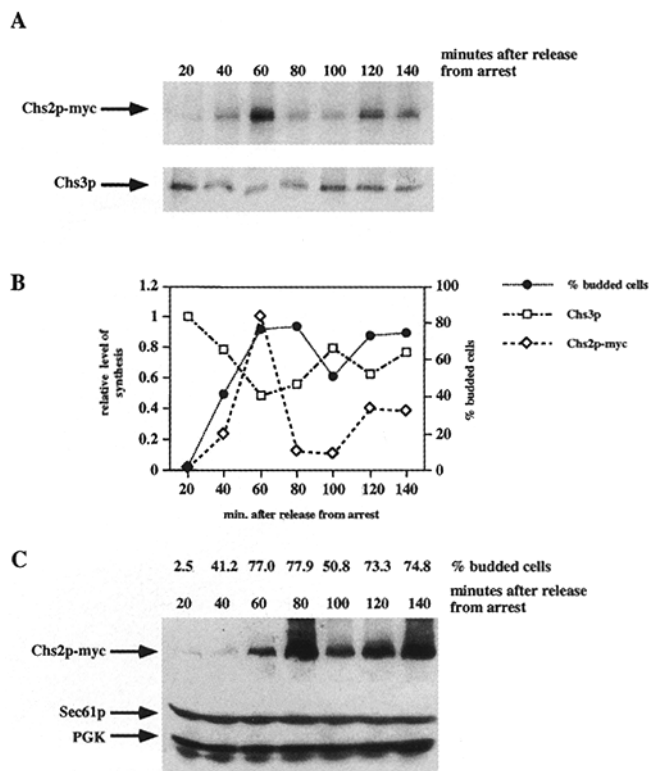 A
20 40 60 80 100 120 140 minutes after release
from arrest
Chs2p-myc
Chs3p
B
1.2
1
0.8
0.6
0.4
0.2
0
relative level of
synthesis
100
80
60
40
20
0
% budded cells
20 40 60 80 100 120 140
min. after release from arrest
% budded cells
Chs3p
Chs2p-myc
C
2.5 41.2 77.0 77.9 50.8 73.3 74.8 % budded cells
20 40 60 80 100 120 140 minutes after release
from arrest
Chs2p-myc
Sec61p
PGK